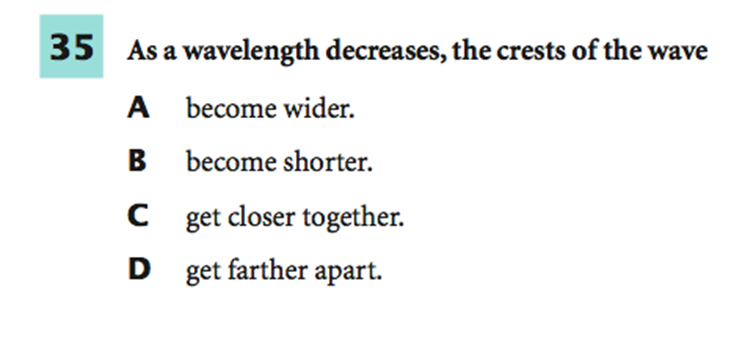 35 As a wavelength decreases, the crests of the wave
A become wider.
B become shorter.
C get closer together.
D get farther apart.